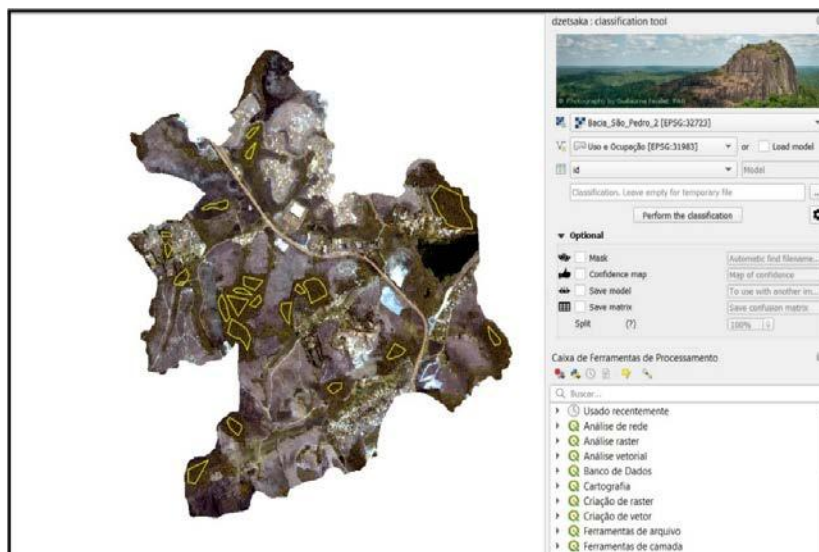 dzetsaka : classification tool
© Photography by Guillaume Feuillet, PAG
Bacia_São_Pedro_2 [EPSG:32723]
Uso e Ocupação [EPSG:31983] or Load model
id Model
Classification. Leave empty for temporary file ...
Perform the classification
Optional
Mask Automatic find filename...
Confidence map Map of confidence
Save model To use with another im...
Save matrix Save confusion matrix
Split (?) 100%
Caixa de Ferramentas de Processamento
Buscar...
Usado recentemente
Análise de rede
Análise raster
Análise vetorial
Banco de Dados
Cartografia
Criação de raster
Criação de vetor
Ferramentas de arquivo
Ferramentas de camada